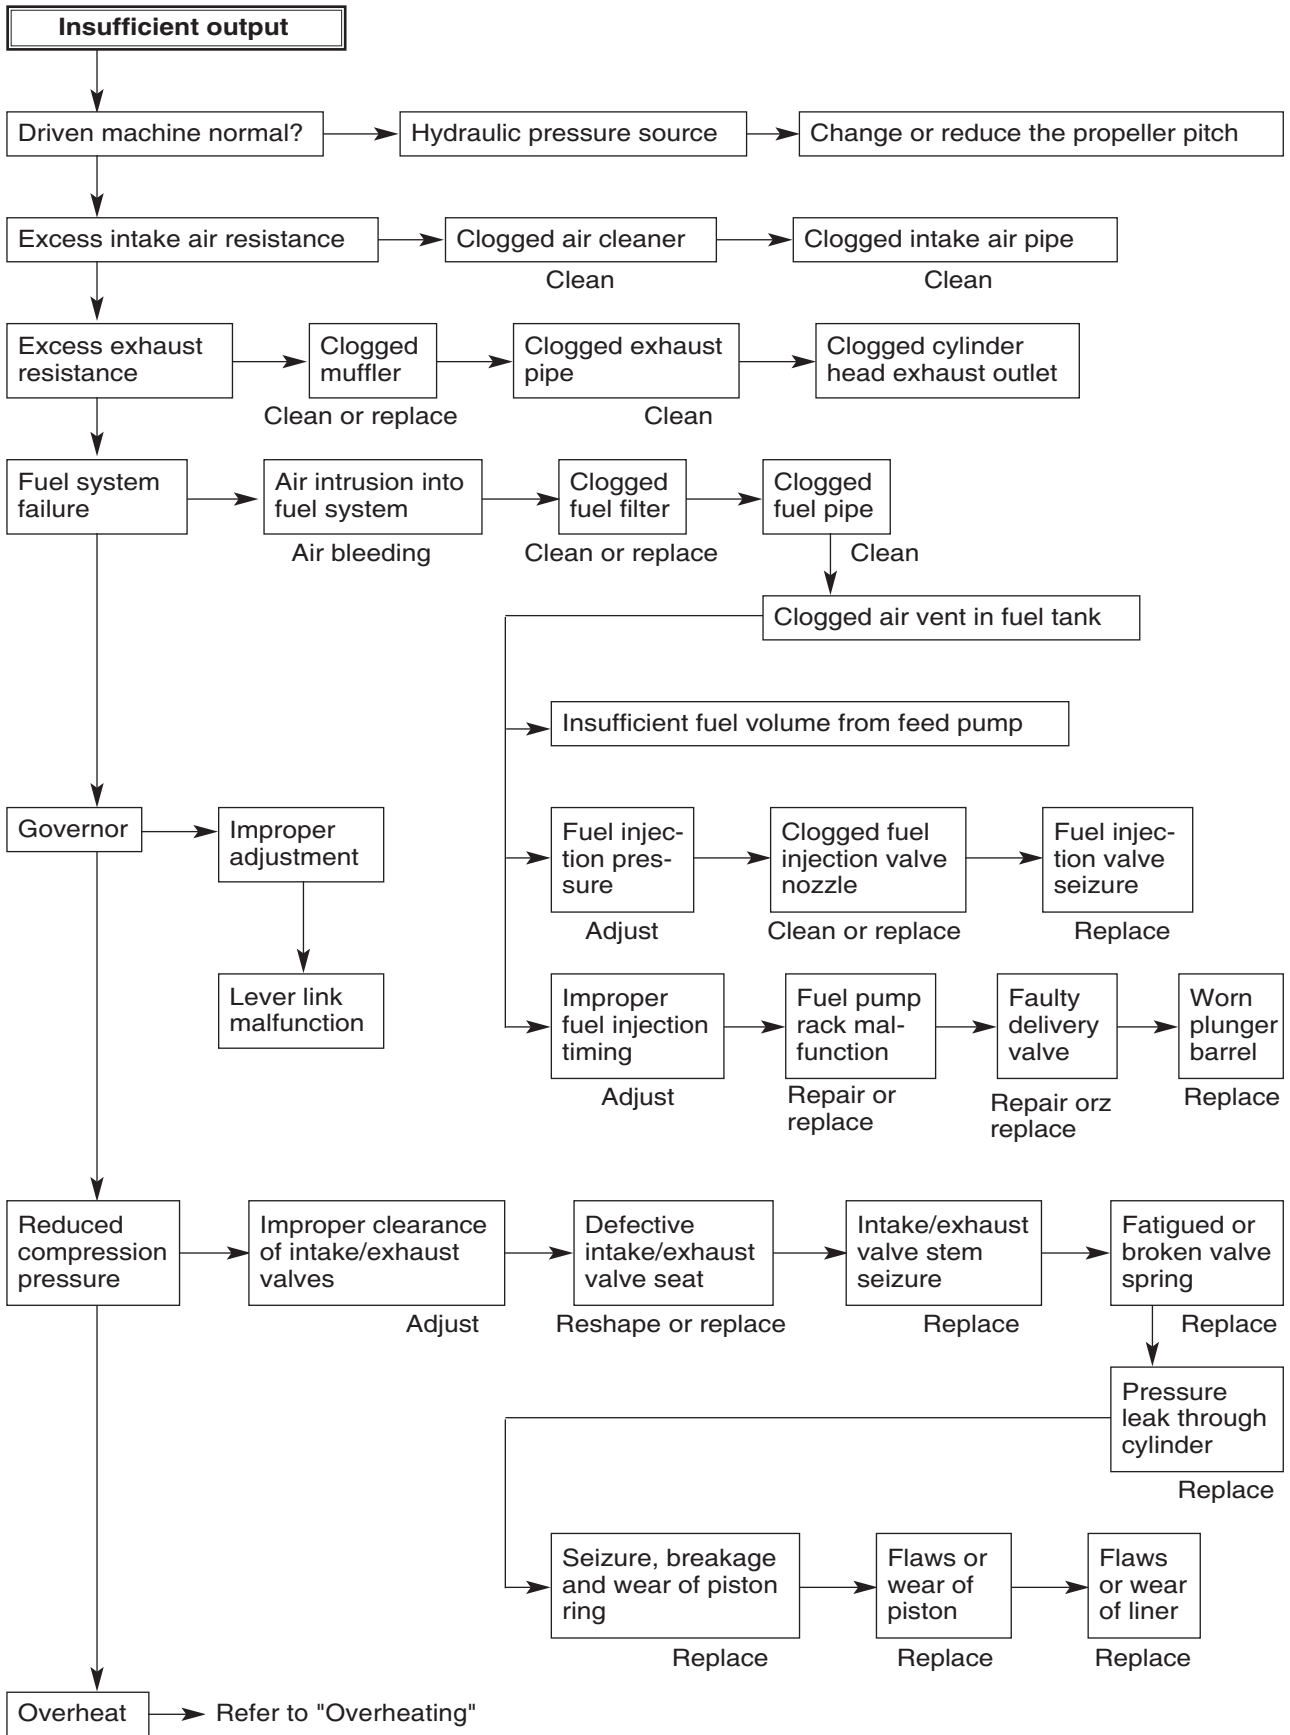 Insufficient output
Driven machine normal?
Hydraulic pressure source
Change or reduce the propeller pitch
Excess intake air resistance
Clogged air cleaner
Clogged intake air pipe
Clean
Clean
Excess exhaust
resistance
Clogged
muffler
Clogged exhaust
pipe
Clogged cylinder
head exhaust outlet
Clean or replace
Clean
Fuel system
failure
Air intrusion into
fuel system
Clogged
fuel filter
Clogged
fuel pipe
Air bleeding
Clean or replace
Clean
Clogged air vent in fuel tank
Insufficient fuel volume from feed pump
Governor
Improper
adjustment
Fuel injec-
tion pres-
sure
Clogged fuel
injection valve
nozzle
Fuel injec-
tion valve
seizure
Adjust
Clean or replace
Replace
Lever link
malfunction
Improper
fuel injection
timing
Fuel pump
rack mal-
function
Faulty
delivery
valve
Worn
plunger
barrel
Adjust
Repair or
replace
Repair orz
replace
Replace
Reduced
compression
pressure
Improper clearance
of intake/exhaust
valves
Defective
intake/exhaust
valve seat
Intake/exhaust
valve stem
seizure
Fatigued or
broken valve
spring
Adjust
Reshape or replace
Replace
Replace
Pressure
leak through
cylinder
Replace
Seizure, breakage
and wear of piston
ring
Flaws or
wear of
piston
Flaws
or wear
of liner
Replace
Replace
Replace
Overheat
Refer to "Overheating"